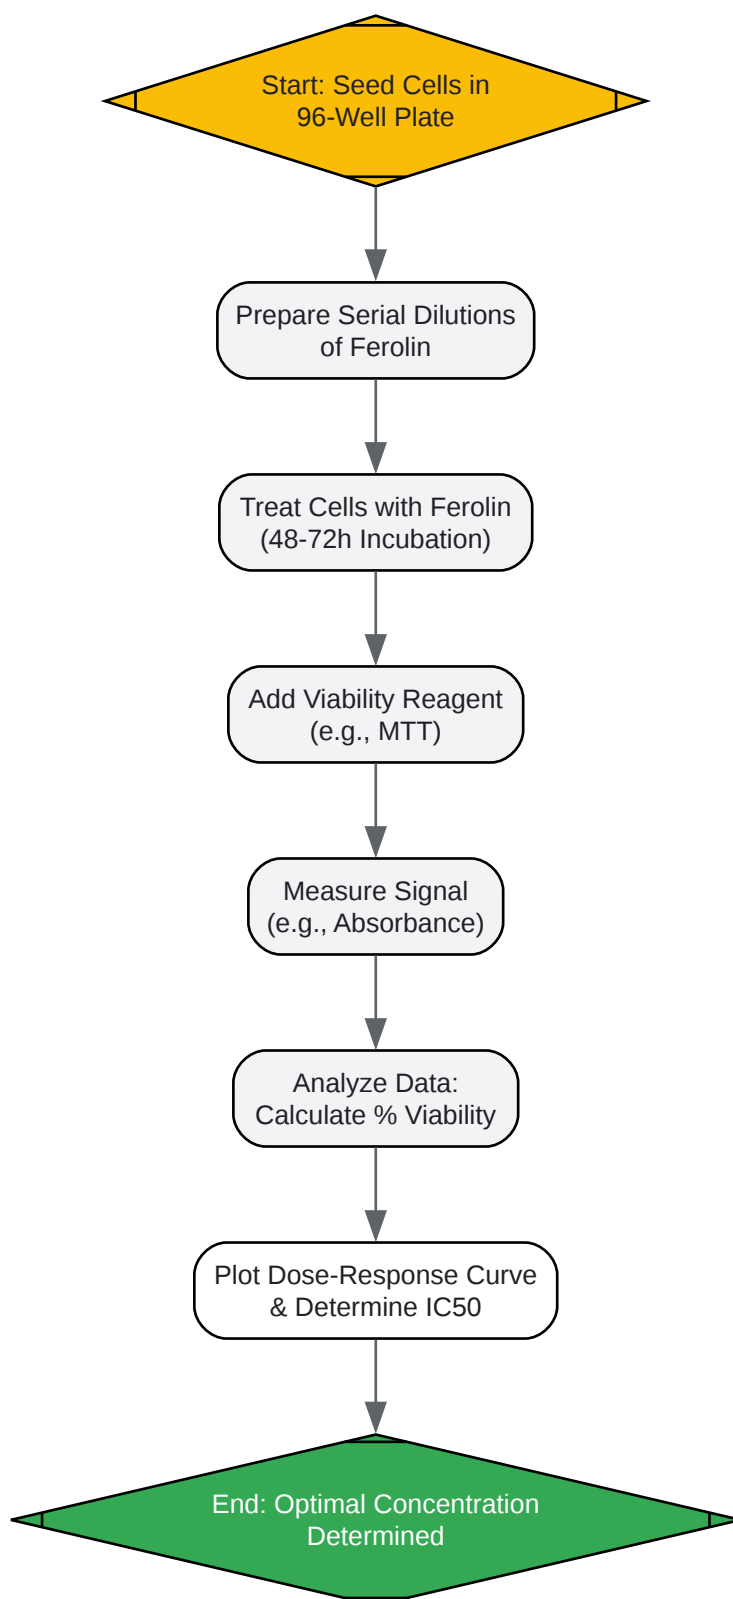 Start: Seed Cells in
96-Well Plate
Prepare Serial Dilutions
of Ferolin
Treat Cells with Ferolin
(48-72h Incubation)
Add Viability Reagent
(e.g., MTT)
Measure Signal
(e.g., Absorbance)
Analyze Data:
Calculate % Viability
Plot Dose-Response Curve
& Determine IC50
End: Optimal Concentration
Determined